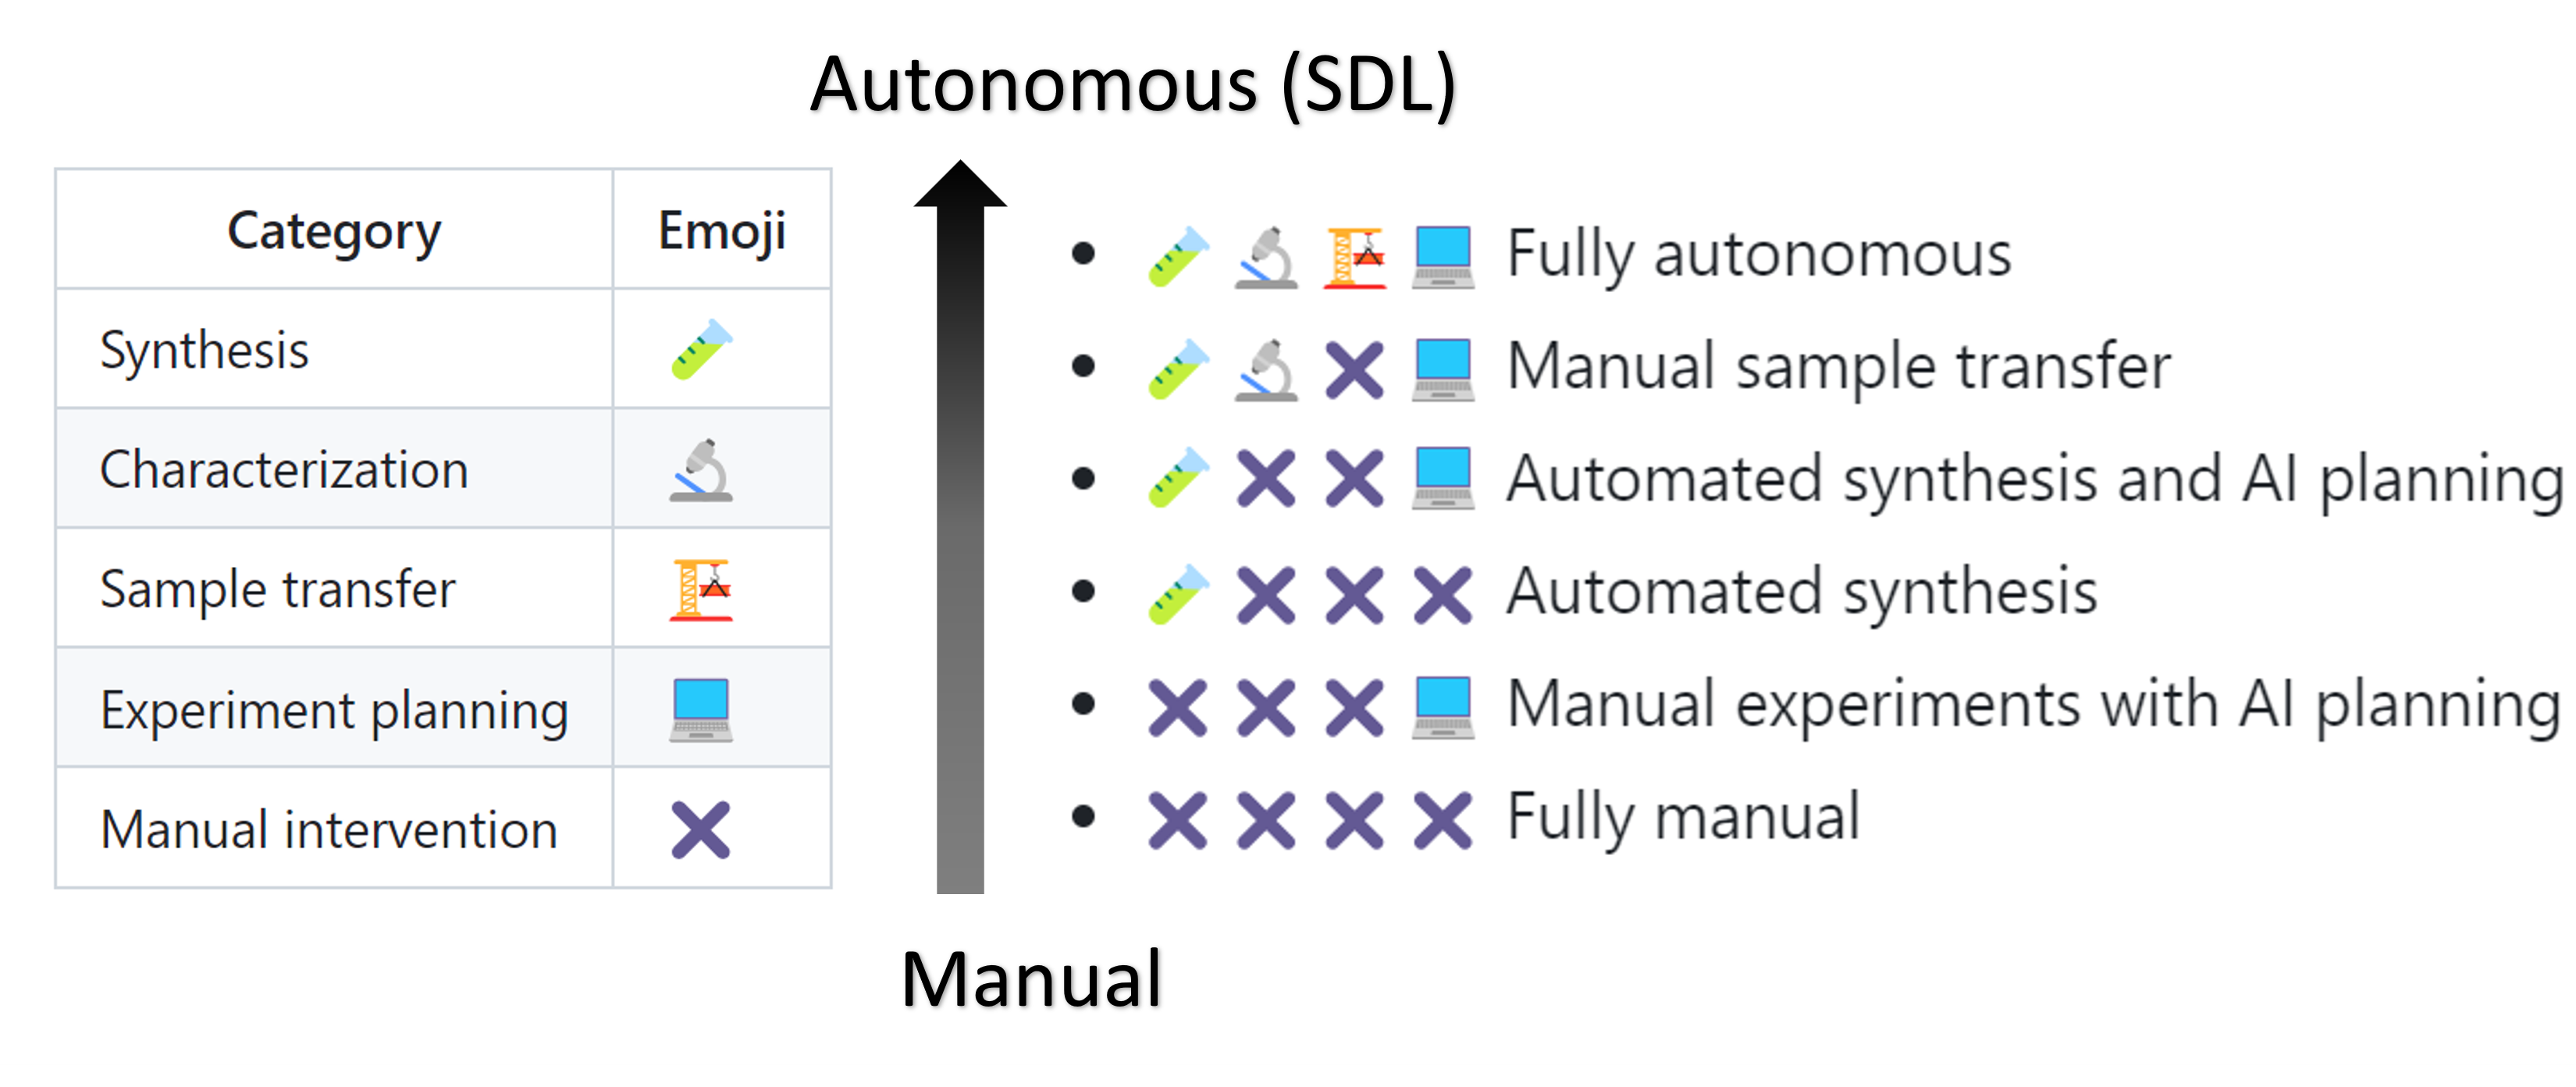 Autonomous (SDL)
Category Emoji
Synthesis
Characterization
Sample transfer
Experiment planning
Manual intervention
Fully autonomous
Manual sample transfer
Automated synthesis and AI planning
Automated synthesis
Manual experiments with AI planning
Fully manual
Manual